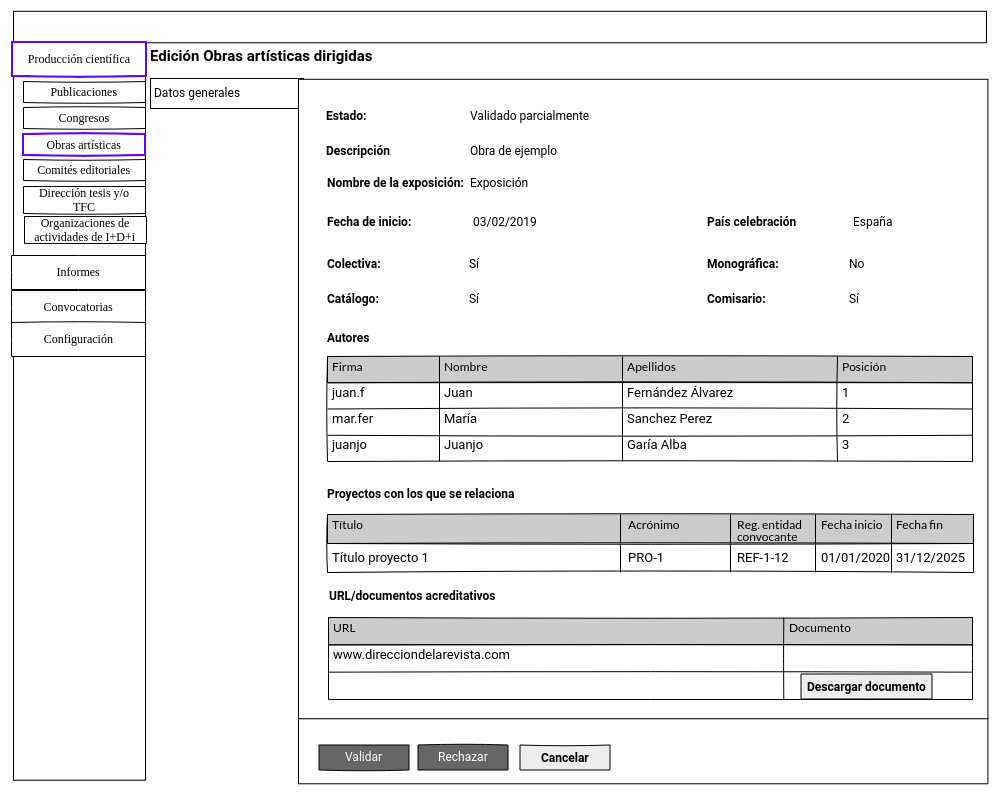 Producción científica
Publicaciones
Congresos
Obras artísticas
Comités editoriales
Dirección tesis y/o
TFC
Organizaciones de
actividades de I+D+i
Informes
Convocatorias
Configuración
Edición Obras artísticas dirigidas
Datos generales
Estado: Validado parcialmente
Descripción Obra de ejemplo
Nombre de la exposición: Exposición
Fecha de inicio: 03/02/2019 País celebración España
Colectiva: Sí Monográfica: No
Catálogo: Sí Comisario: Sí
Autores
Firma Nombre Apellidos Posición
juan.f Juan Fernández Álvarez 1
mar.fer María Sanchez Perez 2
juanjo Juanjo Garía Alba 3
Proyectos con los que se relaciona
Título Acrónimo Reg. entidad convocante Fecha inicio Fecha fin
Título proyecto 1 PRO-1 REF-1-12 01/01/2020 31/12/2025
URL/documentos acreditativos
URL Documento
www.direcciondelarevista.com
Descargar documento
Validar Rechazar Cancelar